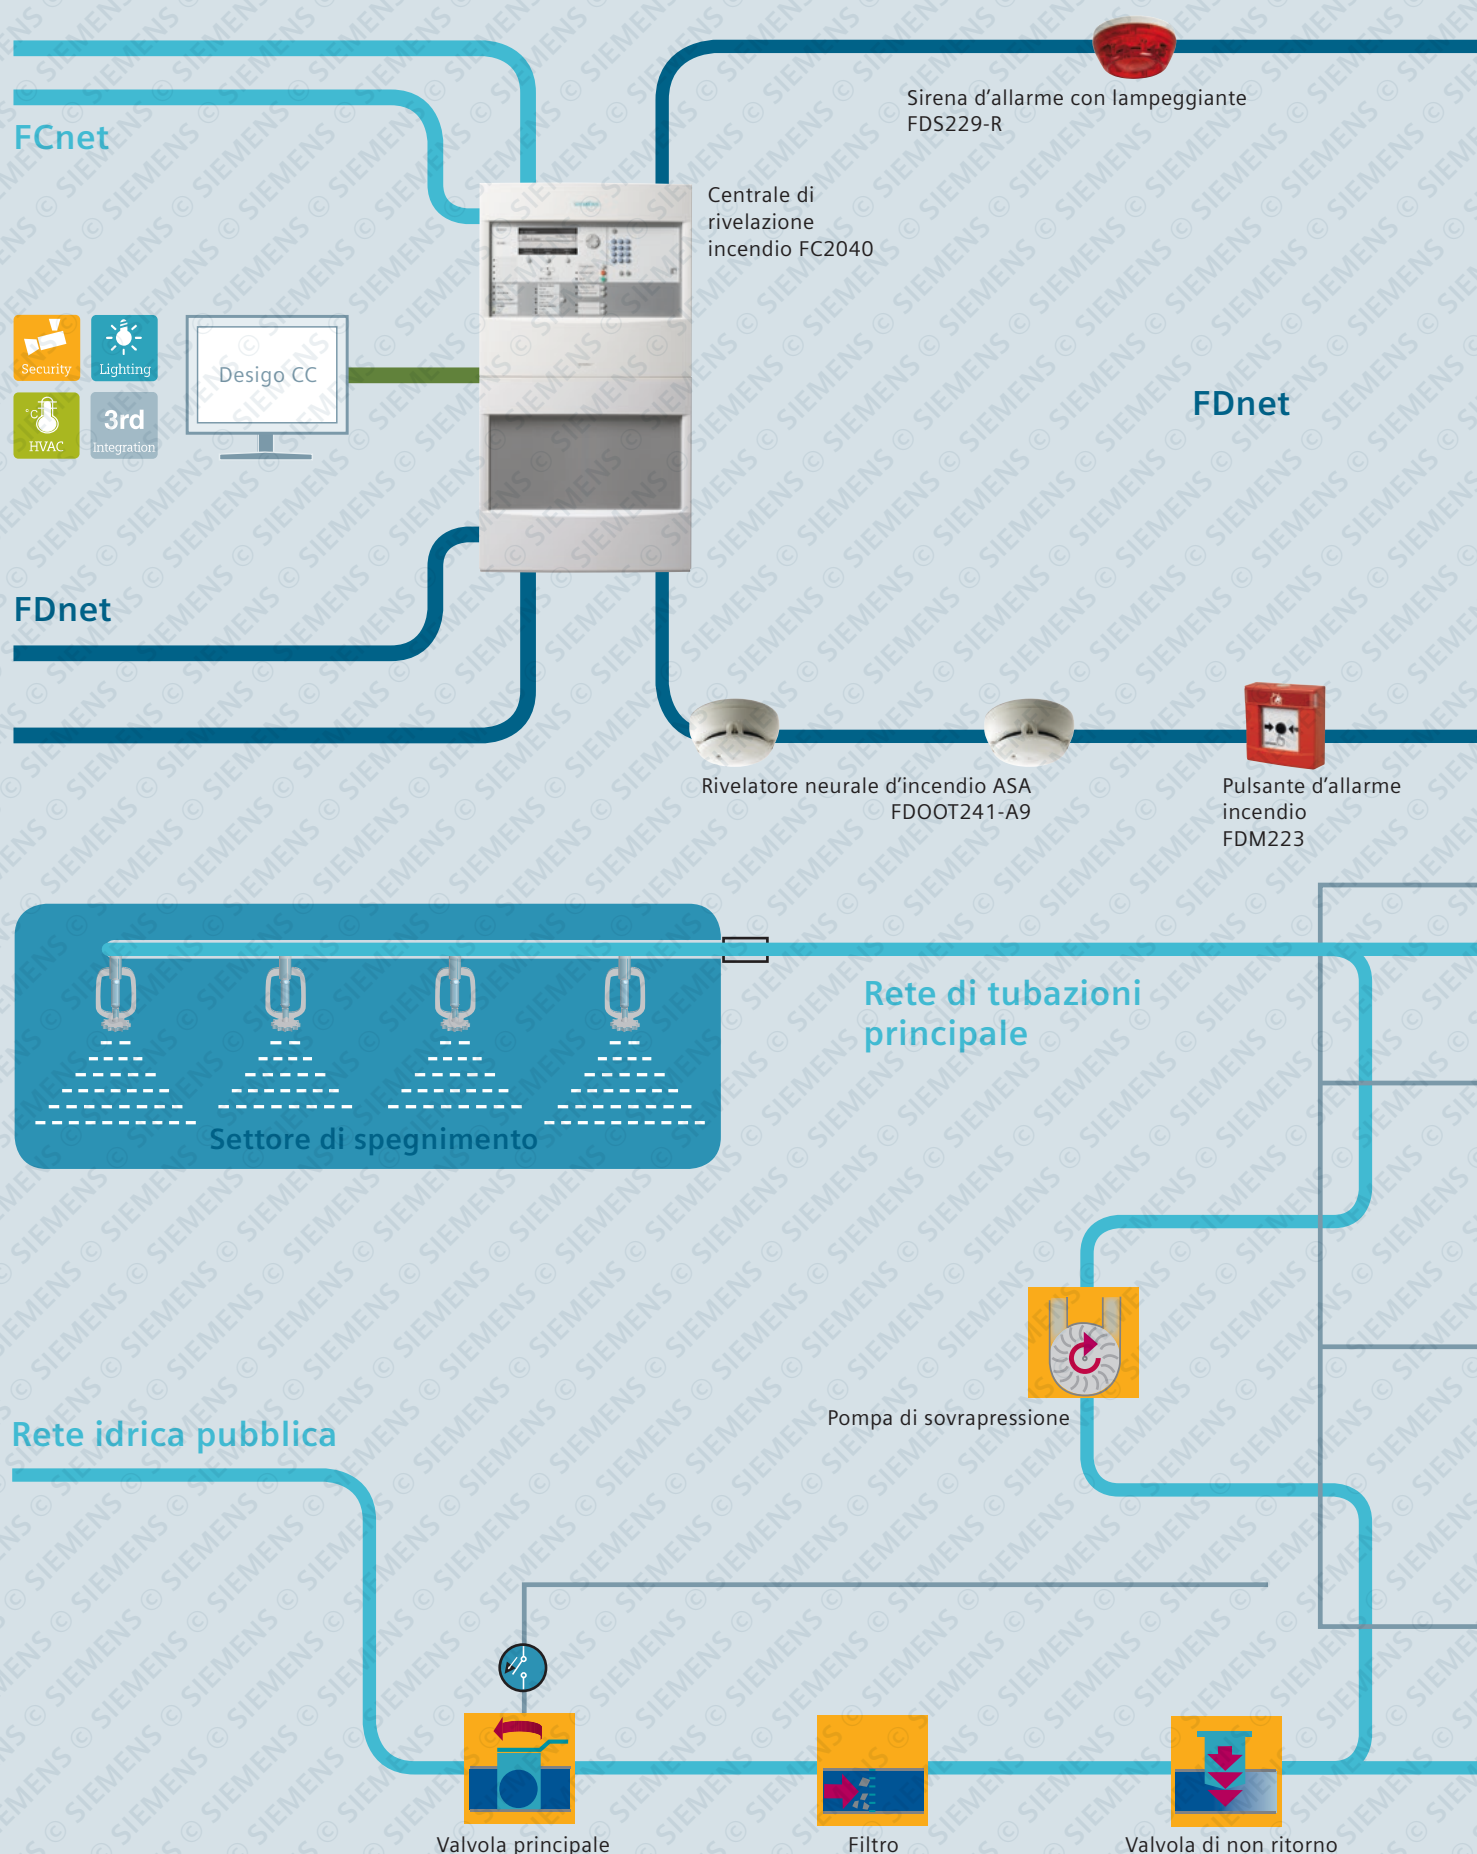 Sirena d'allarme con lampeggiante
FDS229-R
FCnet
Centrale di
rivelazione
incendio FC2040
SIEMENS
Security
Lighting
Desigo CC
°C
HVAC
3rd
Integration
FDnet
FDnet
Rivelatore neurale d'incendio ASA
FDOOT241-A9
Pulsante d'allarme
incendio
FDM223
Rete di tubazioni
principale
Settore di spegnimento
Pompa di sovrapressione
Rete idrica pubblica
Valvola principale
Filtro
Valvola di non ritorno
© SIEMENS